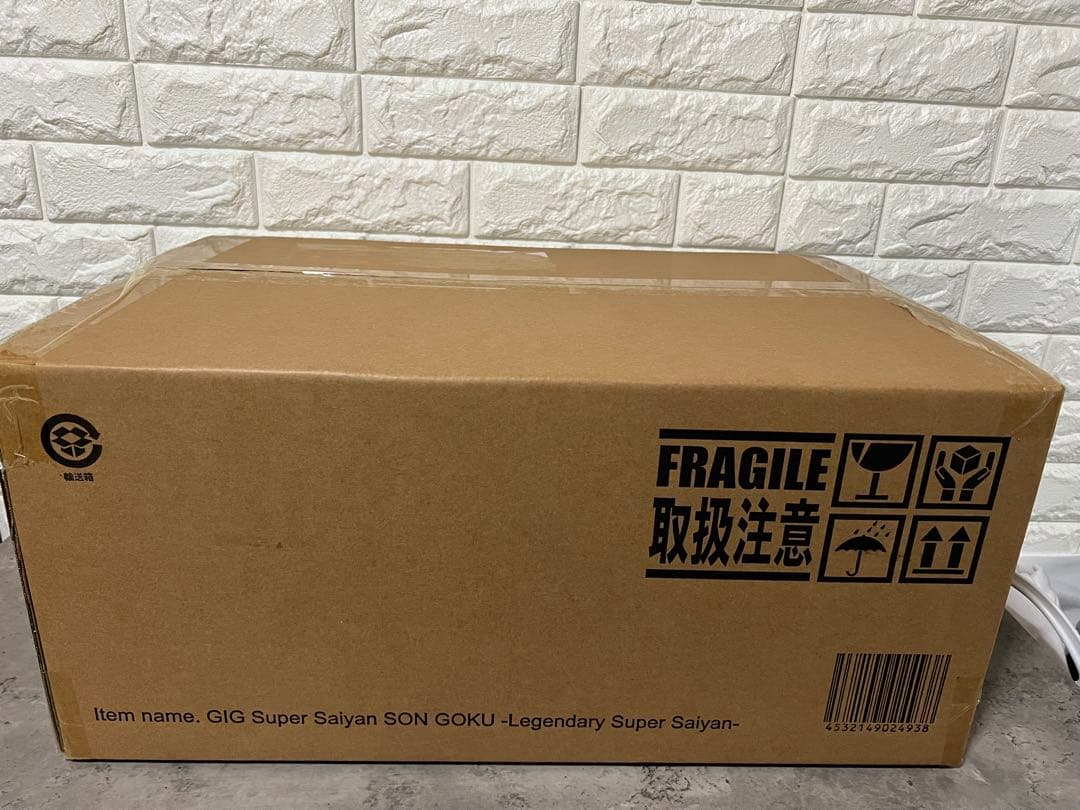 輸送箱
FRAGILE
取扱注意
Item name. GIG Super Saiyan SON GOKU -Legendary Super Saiyan-
4532149024938